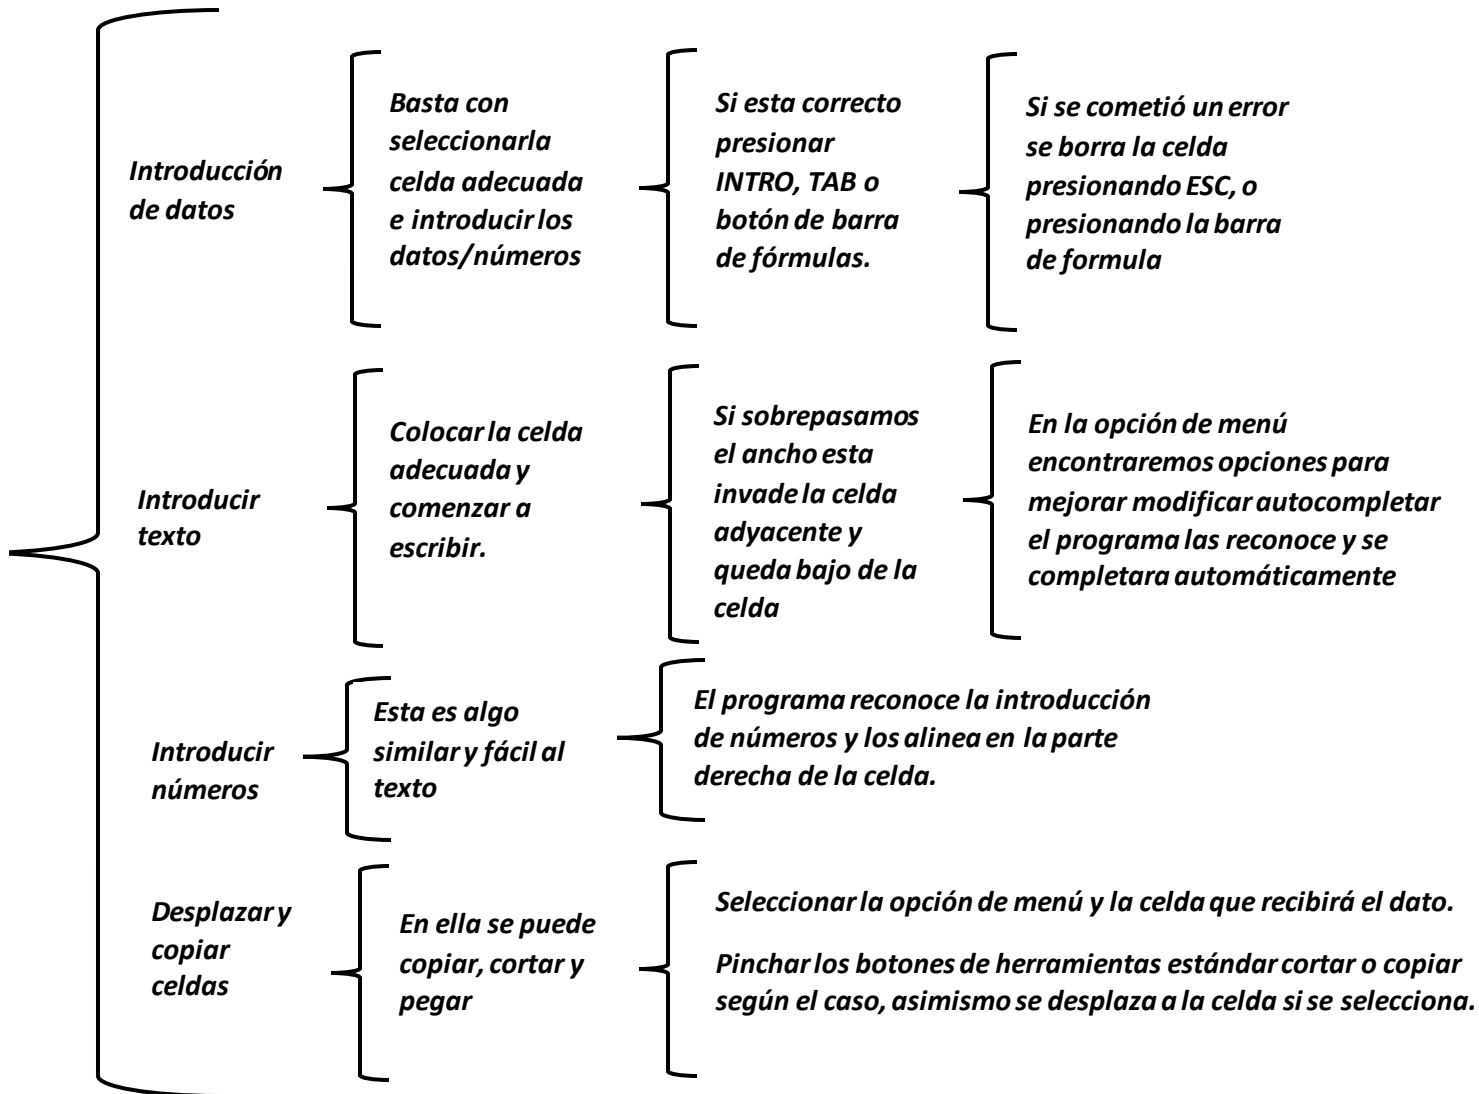 Introducción
de datos
Basta con
seleccionar la
celda adecuada
e introducir los
datos/números
Si esta correcto
presionar
INTRO, TAB o
botón de barra
de fórmulas.
Si se cometió un error
se borra la celda
presionando ESC, o
presionando la barra
de formula
Introducir
texto
Colocar la celda
adecuada y
comenzar a
escribir.
Si sobrepasamos
el ancho esta
invade la celda
adyacente y
queda bajo de la
celda
En la opción de menú
encontraremos opciones para
mejorar modificar autocompletar
el programa las reconoce y se
completara automáticamente
Introducir
números
Esta es algo
similar y fácil al
texto
El programa reconoce la introducción
de números y los alinea en la parte
derecha de la celda.
Desplazar y
copiar
celdas
En ella se puede
copiar, cortar y
pegar
Seleccionar la opción de menú y la celda que recibirá el dato.
Pinchar los botones de herramientas estándar cortar o copiar
según el caso, asimismo se desplaza a la celda si se selecciona.